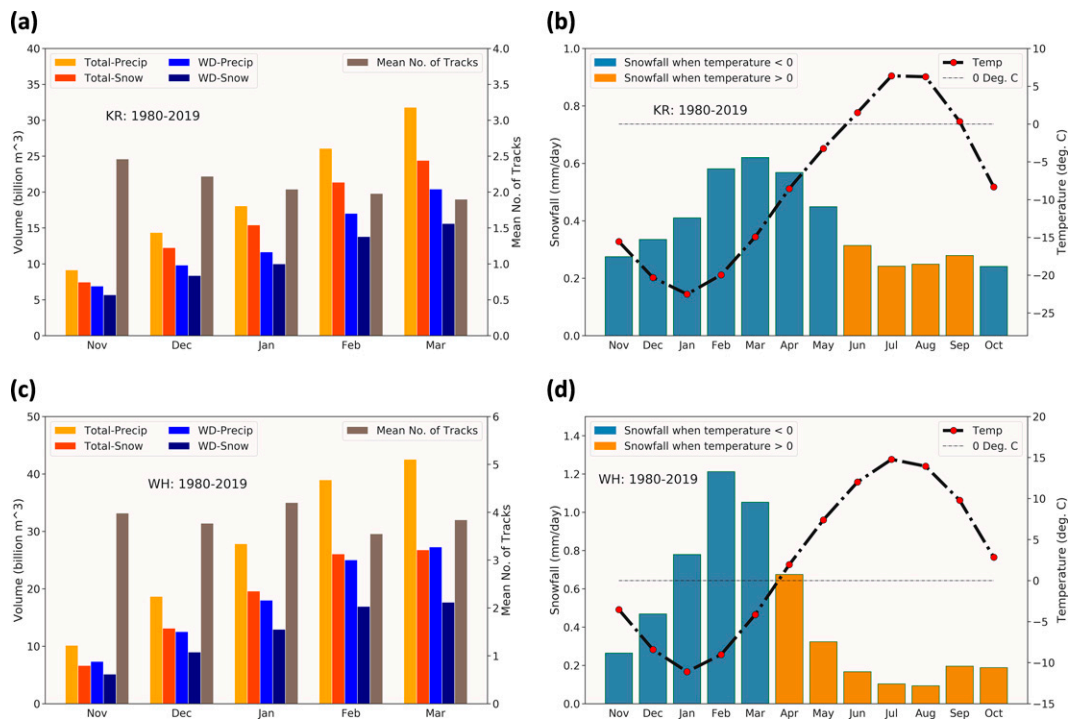 (a)
40
35
30
25
20
15
10
5
0
Volume (billion m^3)
Total-Precip
Total-Snow
WD-Precip
WD-Snow
Mean No. of Tracks
KR: 1980-2019
4.0
3.5
3.0
2.5
2.0
1.5
1.0
0.5
0.0
Mean No. of Tracks
Nov Dec Jan Feb Mar
(b)
1.0
0.8
0.6
0.4
0.2
0.0
Snowfall (mm/day)
Snowfall when temperature < 0
Snowfall when temperature > 0
Temp
0 Deg. C
KR: 1980-2019
10
5
0
−5
−10
−15
−20
−25
Temperature (deg. C)
Nov Dec Jan Feb Mar Apr May Jun Jul Aug Sep Oct
(c)
50
40
30
20
10
0
Volume (billion m^3)
Total-Precip
Total-Snow
WD-Precip
WD-Snow
Mean No. of Tracks
WH: 1980-2019
6
5
4
3
2
1
0
Mean No. of Tracks
Nov Dec Jan Feb Mar
(d)
1.4
1.2
1.0
0.8
0.6
0.4
0.2
0.0
Snowfall (mm/day)
Snowfall when temperature < 0
Snowfall when temperature > 0
Temp
0 Deg. C
WH: 1980-2019
20
15
10
5
0
−5
−10
−15
Temperature (deg. C)
Nov Dec Jan Feb Mar Apr May Jun Jul Aug Sep Oct